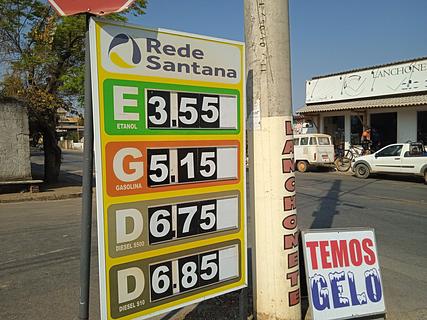 Rede
Santana
E 3.55
ETANOL
G 5.15
GASOLINA
D 6.75
DIESEL S500
D 6.85
DIESEL S10
LANCHONETE
TEMOS
GELO
LANCHONE